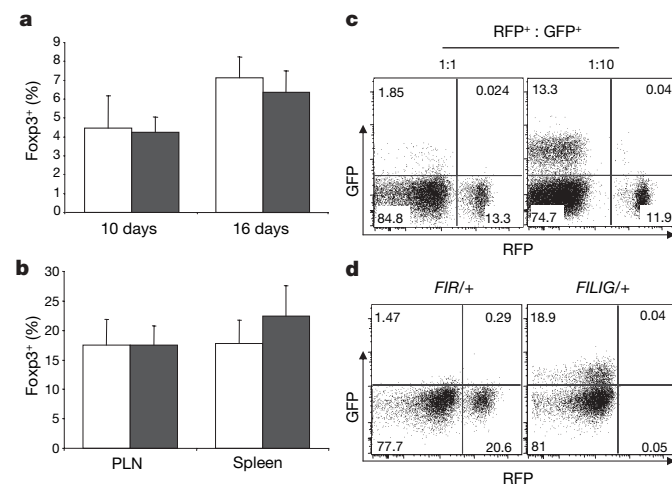 a
Foxp3+ (%)
9
8
7
6
5
4
3
2
1
0
10 days
16 days
b
Foxp3+ (%)
30
25
20
15
10
5
0
PLN
Spleen
c
RFP+ : GFP+
1:1
1:10
1.85
0.024
84.8
13.3
13.3
0.04
74.7
11.9
GFP
RFP
d
FIR/+
FILIG/+
1.47
0.29
77.7
20.6
18.9
0.04
81
0.05
GFP
RFP